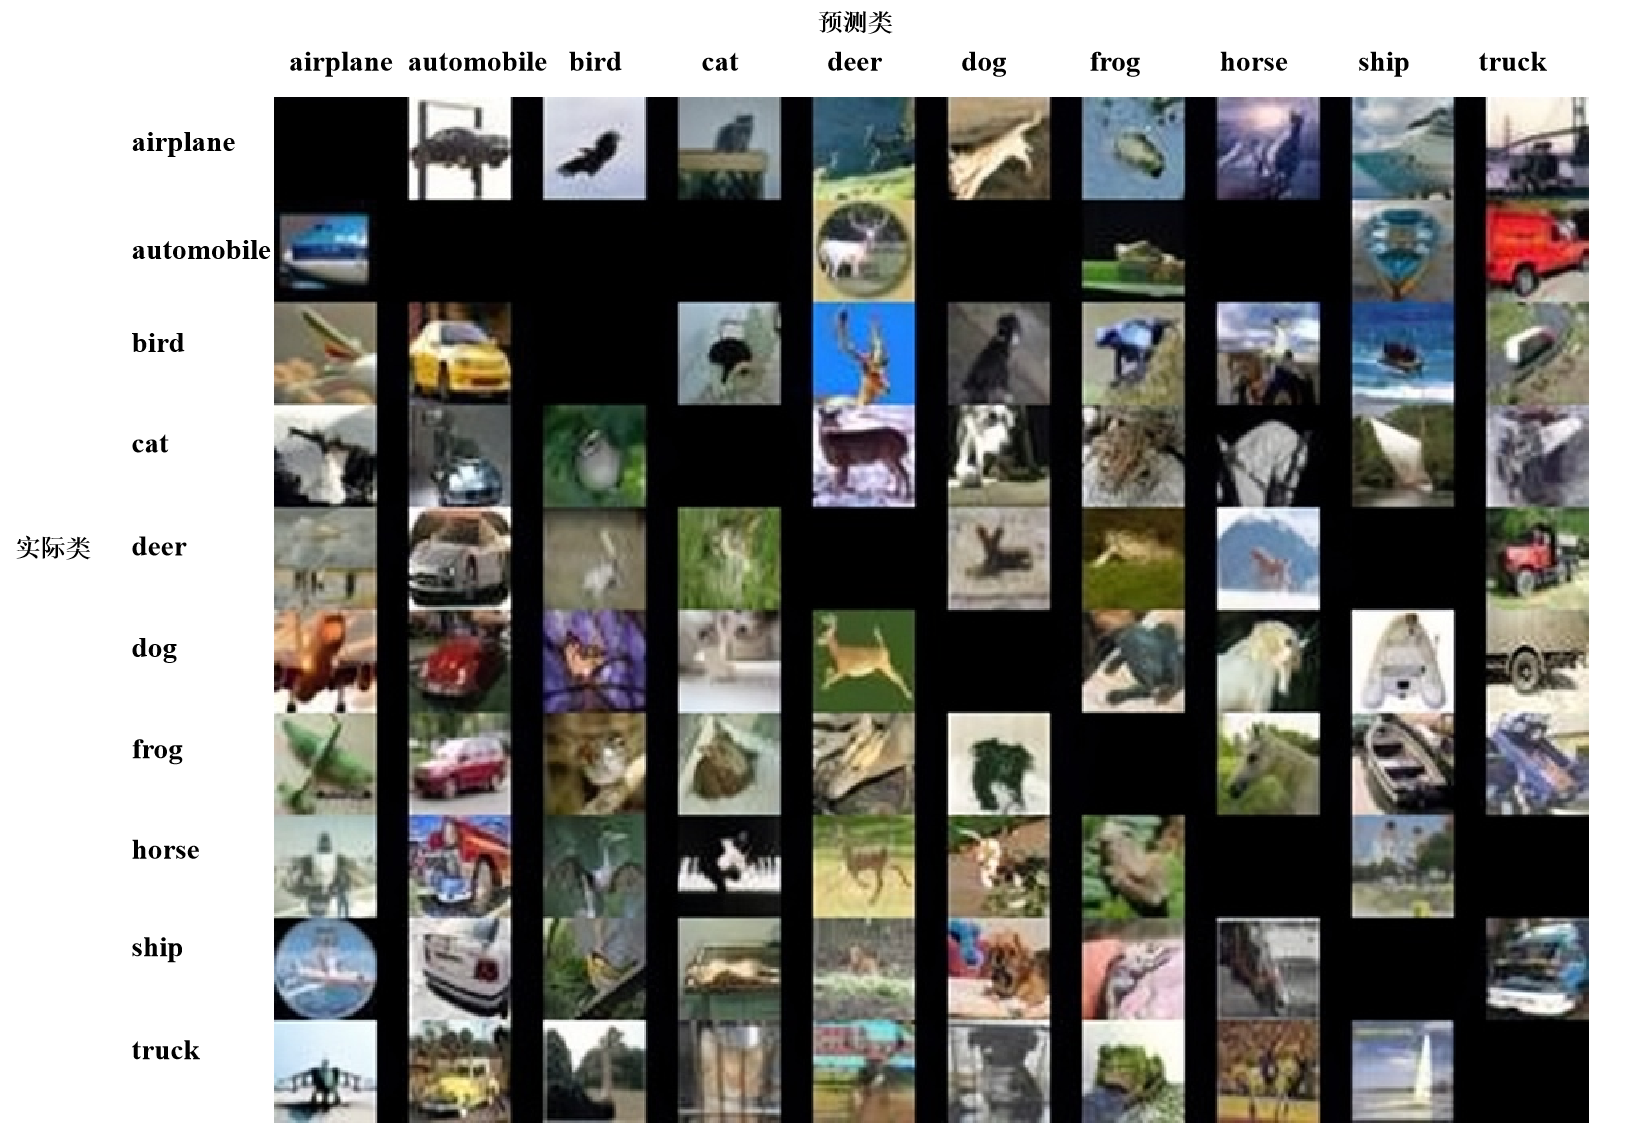 预测类
airplane automobile bird cat deer dog frog horse ship truck
airplane
automobile
bird
cat
实际类 deer
dog
frog
horse
ship
truck